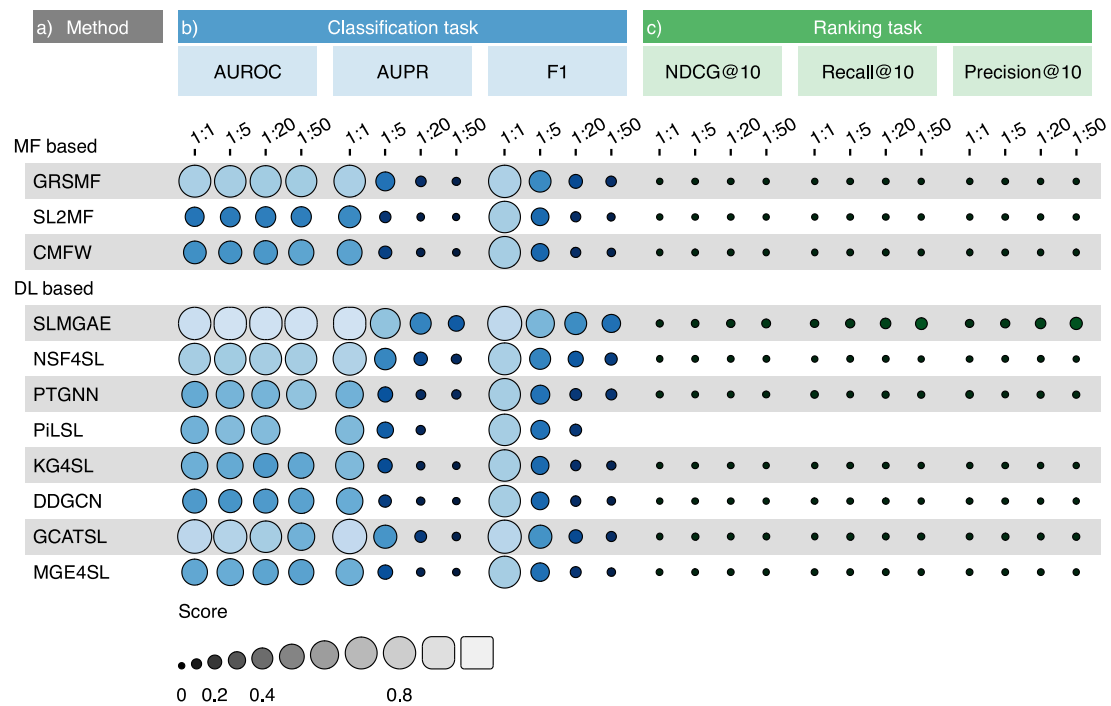 a) Method b) Classification task c) Ranking task
AUROC AUPR F1 NDCG@10 Recall@10 Precision@10
1:1 1:5 1:20 1:50 1:1 1:5 1:20 1:50 1:1 1:5 1:20 1:50 1:1 1:5 1:20 1:50 1:1 1:5 1:20 1:50 1:1 1:5 1:20 1:50
MF based
GRSMF
SL2MF
CMFW
DL based
SLMGAE
NSF4SL
PTGNN
PiLSL
KG4SL
DDGCN
GCATSL
MGE4SL
Score
0 0.2 0.4 0.8